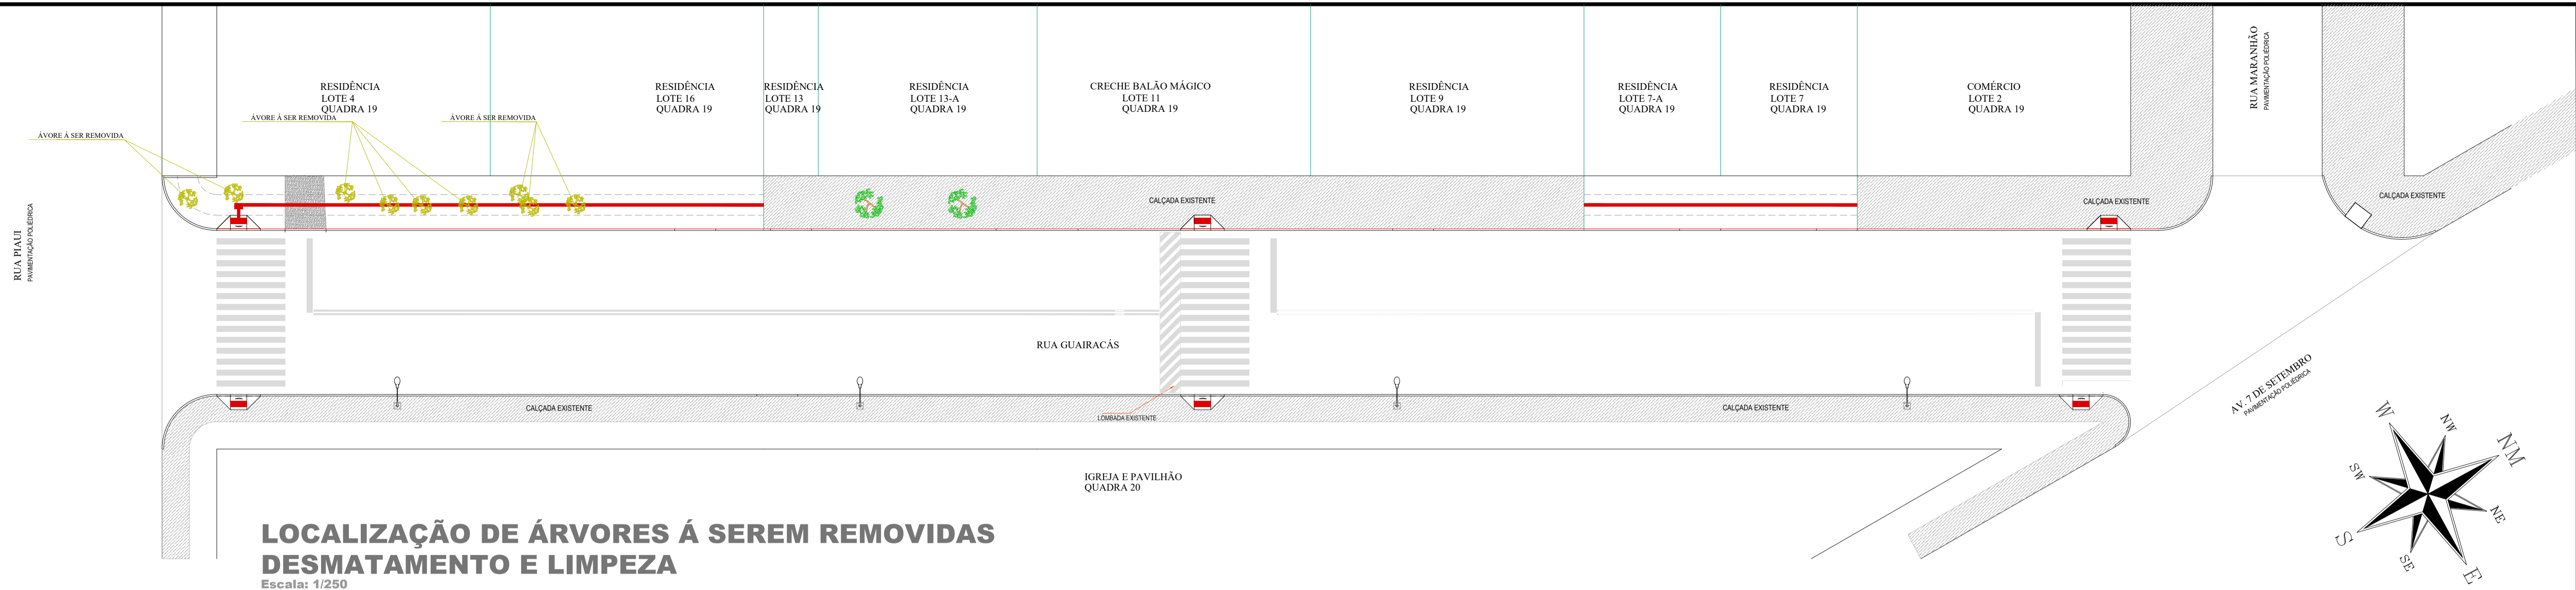 RESIDÊNCIA
LOTE 4
QUADRA 19
RESIDÊNCIA
LOTE 16
QUADRA 19
RESIDÊNCIA
LOTE 13
QUADRA 19
RESIDÊNCIA
LOTE 13-A
QUADRA 19
CRECHE BALÃO MÁGICO
LOTE 11
QUADRA 19
RESIDÊNCIA
LOTE 9
QUADRA 19
RESIDÊNCIA
LOTE 7-A
QUADRA 19
RESIDÊNCIA
LOTE 7
QUADRA 19
COMÉRCIO
LOTE 2
QUADRA 19
RUA MARANHÃO
PAVIMENTAÇÃO POLIÉDRICA
ÁVORE Á SER REMOVIDA
ÁVORE Á SER REMOVIDA
ÁVORE Á SER REMOVIDA
CALÇADA EXISTENTE
CALÇADA EXISTENTE
CALÇADA EXISTENTE
RUA PIAUI
PAVIMENTAÇÃO POLIÉDRICA
RUA GUAIRACÁS
CALÇADA EXISTENTE
LOMBADA EXISTENTE
CALÇADA EXISTENTE
AV. 7 DE SETEMBRO
PAVIMENTAÇÃO POLIÉDRICA
IGREJA E PAVILHÃO
QUADRA 20
W
NW
NM
SW
NE
S
SE
E
LOCALIZAÇÃO DE ÁRVORES Á SEREM REMOVIDAS
DESMATAMENTO E LIMPEZA
Escala: 1/250